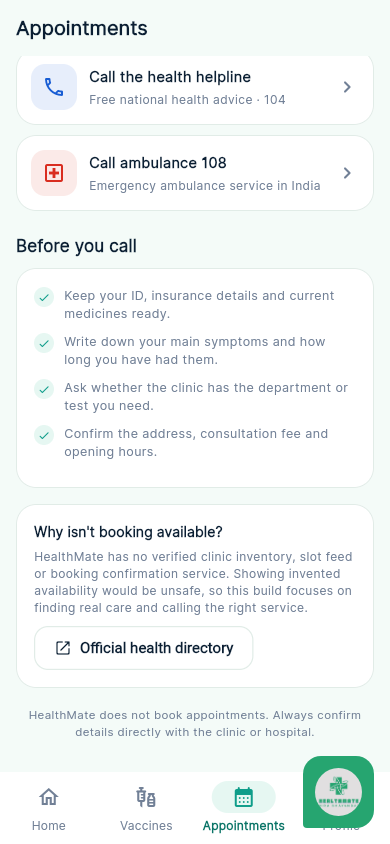 Appointments
Call the health helpline
Free national health advice · 104
Call ambulance 108
Emergency ambulance service in India
Before you call
Keep your ID, insurance details and current
medicines ready.
Write down your main symptoms and how
long you have had them.
Ask whether the clinic has the department or
test you need.
Confirm the address, consultation fee and
opening hours.
Why isn't booking available?
HealthMate has no verified clinic inventory, slot feed
or booking confirmation service. Showing invented
availability would be unsafe, so this build focuses on
finding real care and calling the right service.
Official health directory
HealthMate does not book appointments. Always confirm
details directly with the clinic or hospital.
HEALTHMATE
Home
Vaccines
Appointments